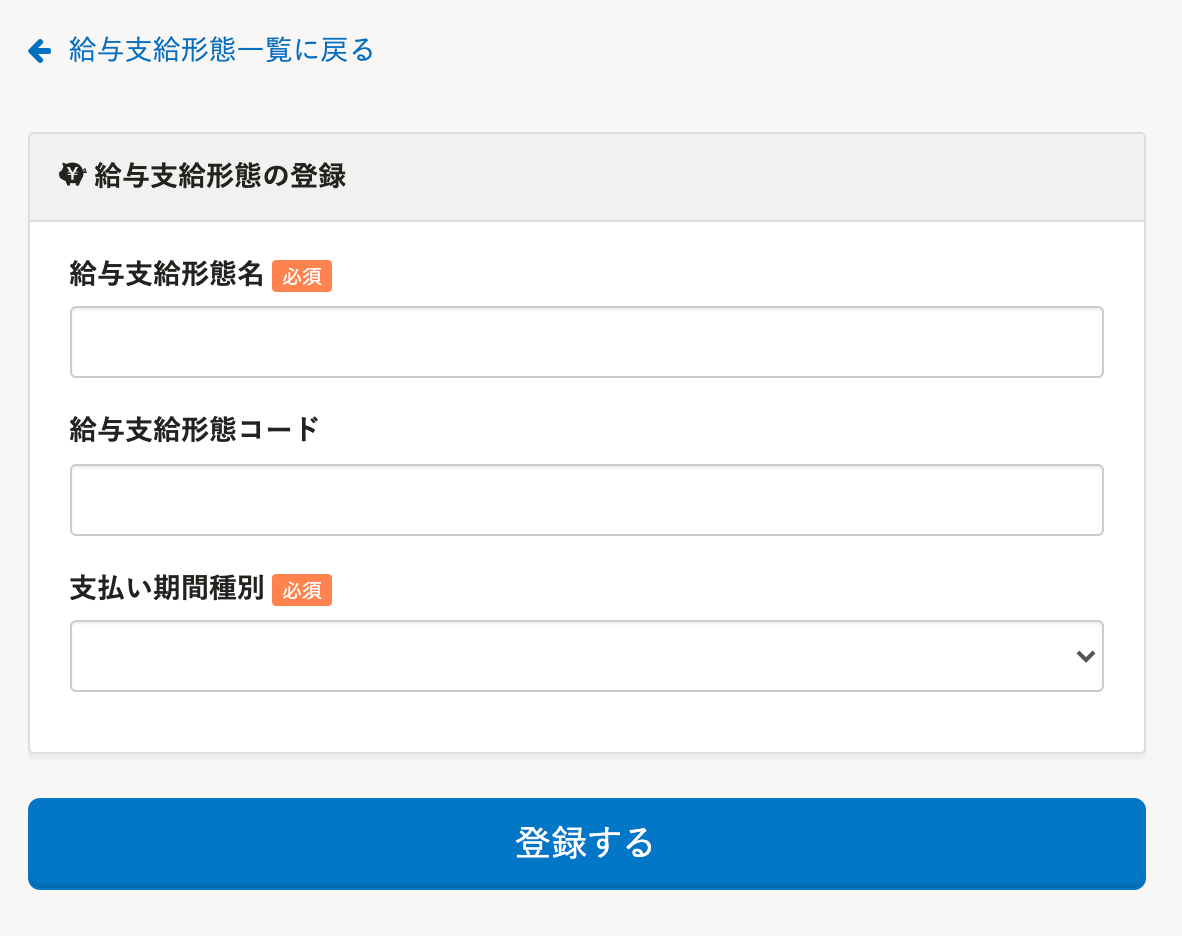 給与支給形態一覧に戻る
給与支給形態の登録
給与支給形態名 必須
給与支給形態コード
支払い期間種別 必須
登録する